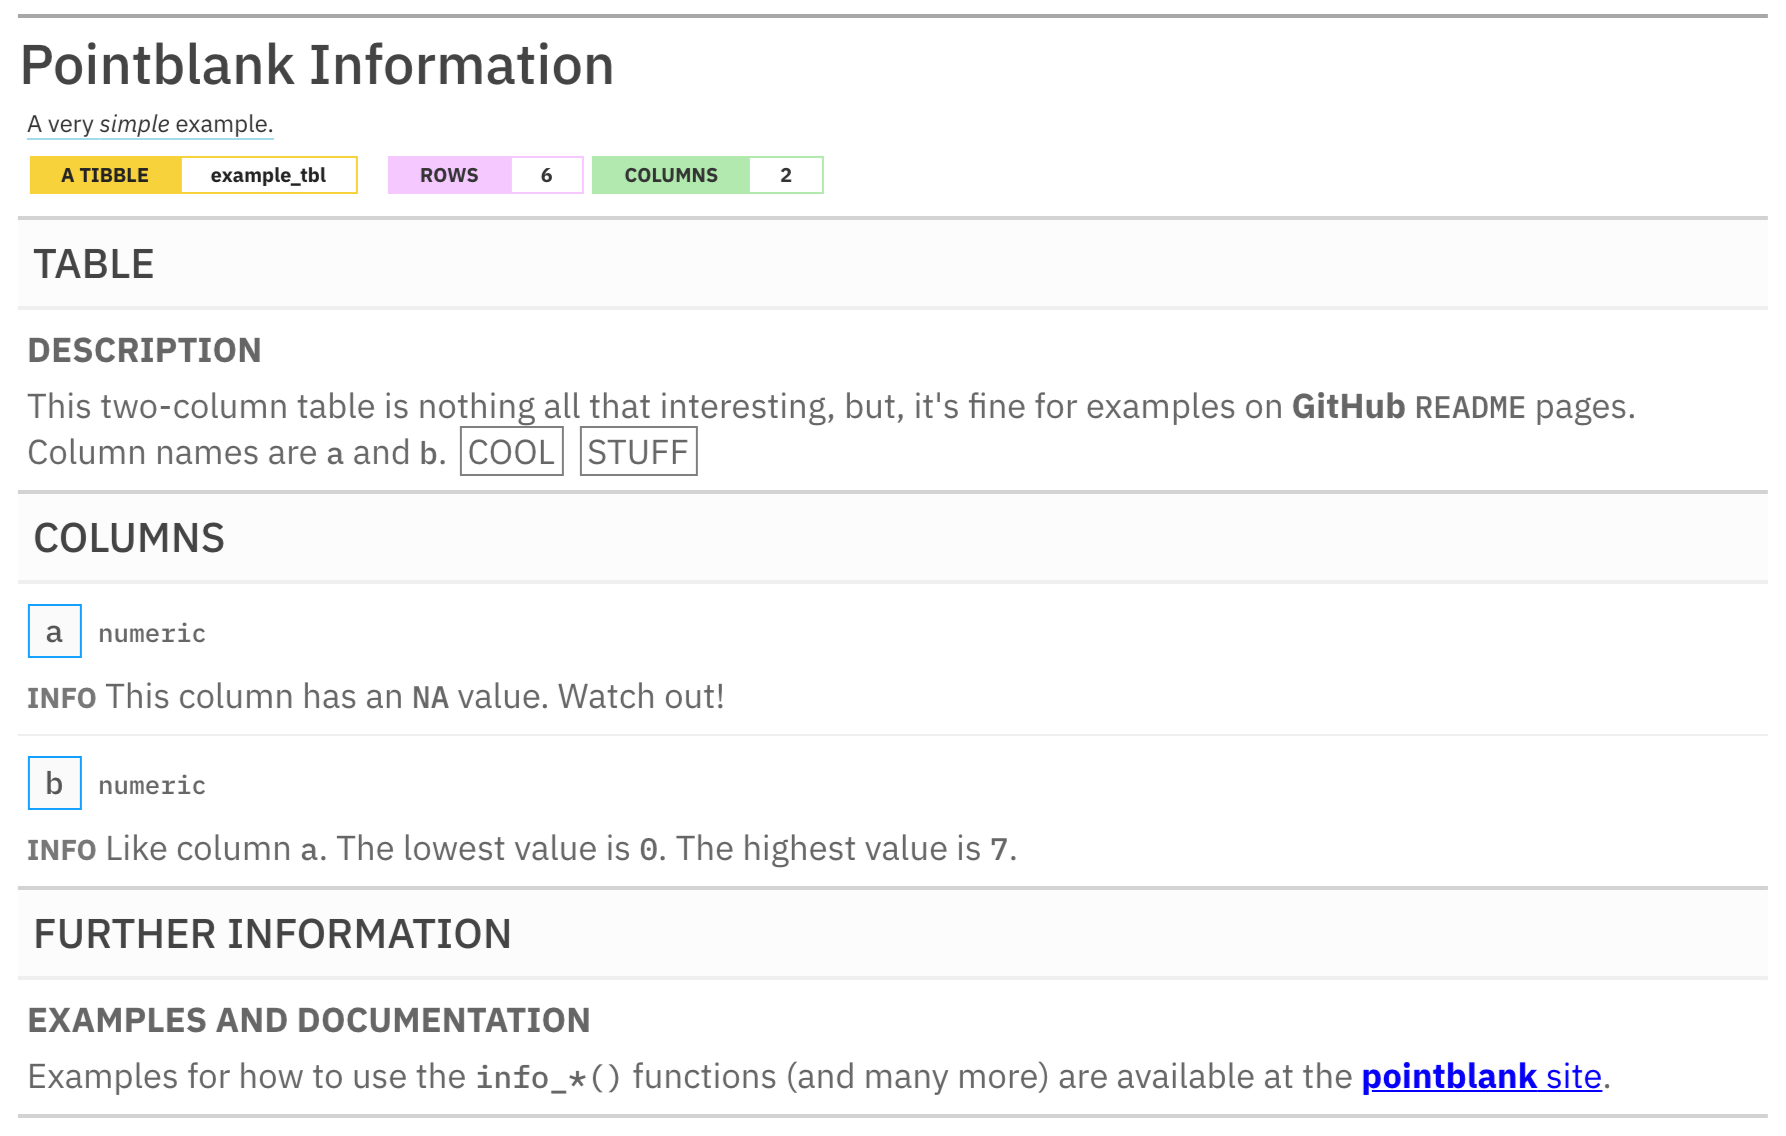 Pointblank Information
A very simple example.
A TIBBLE example_tbl ROWS 6 COLUMNS 2
TABLE
DESCRIPTION
This two-column table is nothing all that interesting, but, it's fine for examples on GitHub README pages.
Column names are a and b. COOL STUFF
COLUMNS
a numeric
INFO This column has an NA value. Watch out!
b numeric
INFO Like column a. The lowest value is 0. The highest value is 7.
FURTHER INFORMATION
EXAMPLES AND DOCUMENTATION
Examples for how to use the info_*() functions (and many more) are available at the pointblank site.